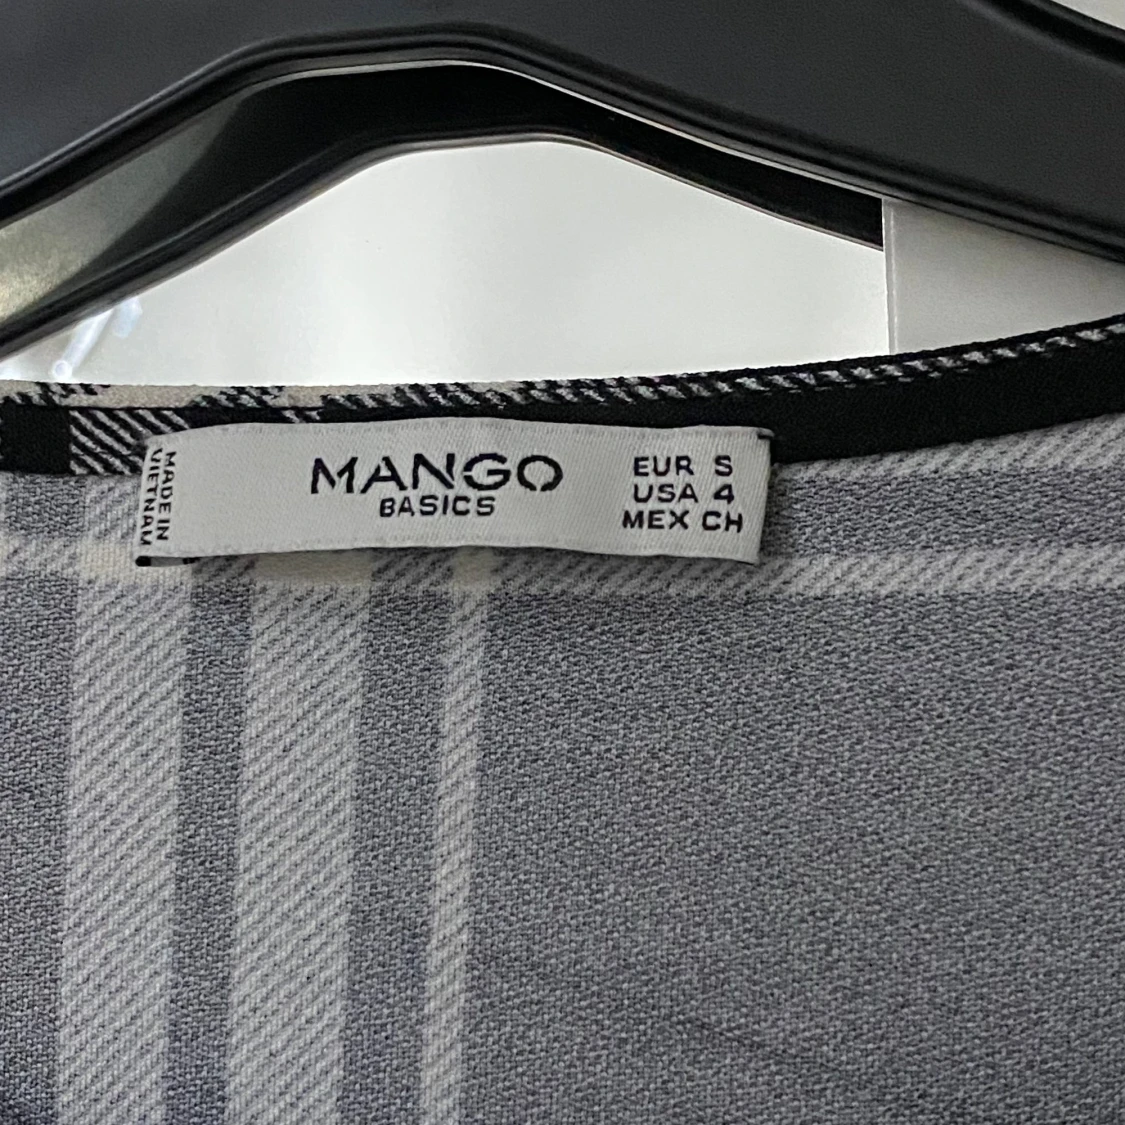 MADE IN
VIETNAM
MANGO
BASICS
EUR S
USA 4
MEX CH